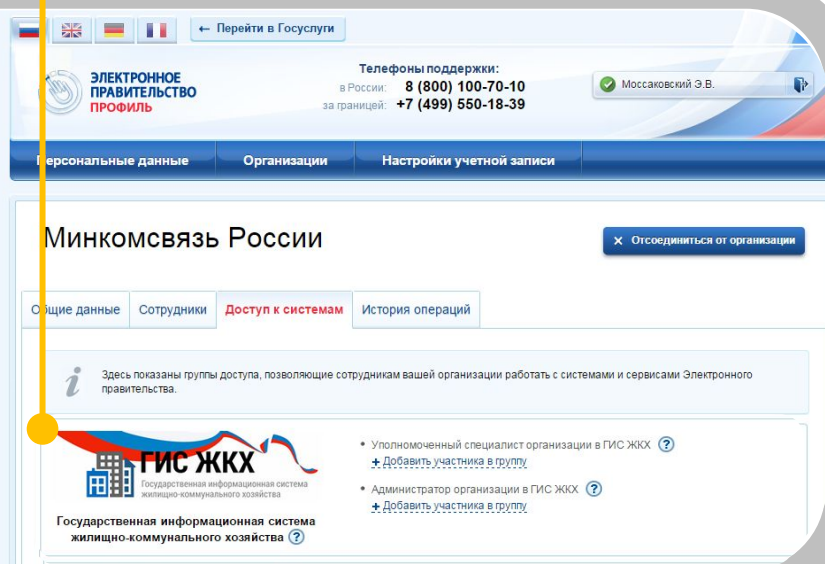 ← Перейти в Госуслуги
ЭЛЕКТРОННОЕ
ПРАВИТЕЛЬСТВО
ПРОФИЛЬ
Телефоны поддержки:
в России: 8 (800) 100-70-10
за границей: +7 (499) 550-18-39
Моссаковский Э.В.
Персональные данные Организации Настройки учетной записи
Минкомсвязь России
× Отсоединиться от организации
Общие данные Сотрудники Доступ к системам История операций
i
Здесь показаны группы доступа, позволяющие сотрудникам вашей организации работать с системами и сервисами Электронного
правительства.
ГИС ЖКХ
Государственная информационная система
жилищно-коммунального хозяйства
Государственная информационная система
жилищно-коммунального хозяйства ?
• Уполномоченный специалист организации в ГИС ЖКХ ?
+ Добавить участника в группу
• Администратор организации в ГИС ЖКХ ?
+ Добавить участника в группу